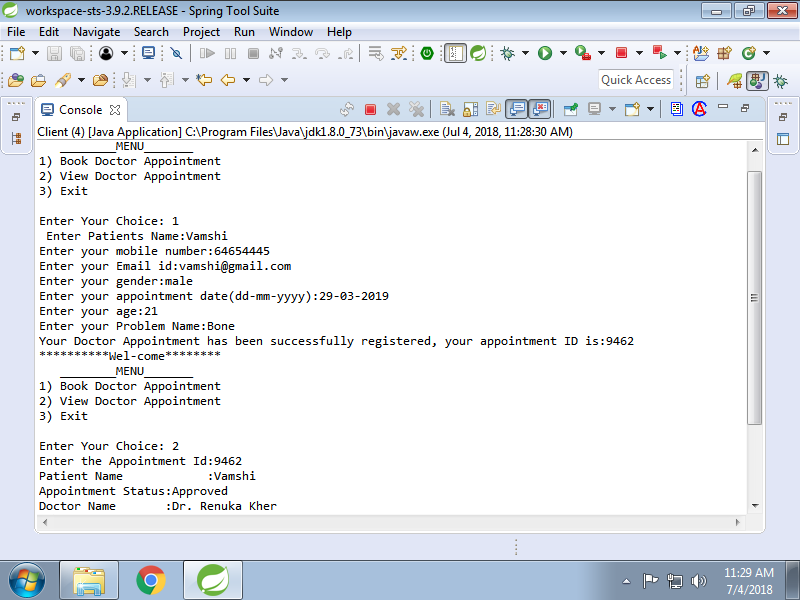 workspace-sts-3.9.2.RELEASE - Spring Tool Suite
File Edit Navigate Search Project Run Window Help
Quick Access
Console
Client (4) [Java Application] C:\Program Files\Java\jdk1.8.0_73\bin\javaw.exe (Jul 4, 2018, 11:28:30 AM)
________MENU_______
1) Book Doctor Appointment
2) View Doctor Appointment
3) Exit
Enter Your Choice: 1
Enter Patients Name:Vamshi
Enter your mobile number:64654445
Enter your Email id:vamshi@gmail.com
Enter your gender:male
Enter your appointment date(dd-mm-yyyy):29-03-2019
Enter your age:21
Enter your Problem Name:Bone
Your Doctor Appointment has been successfully registered, your appointment ID is:9462
**********Wel-come********
________MENU_______
1) Book Doctor Appointment
2) View Doctor Appointment
3) Exit
Enter Your Choice: 2
Enter the Appointment Id:9462
Patient Name            :Vamshi
Appointment Status:Approved
Doctor Name       :Dr. Renuka Kher
11:29 AM
7/4/2018